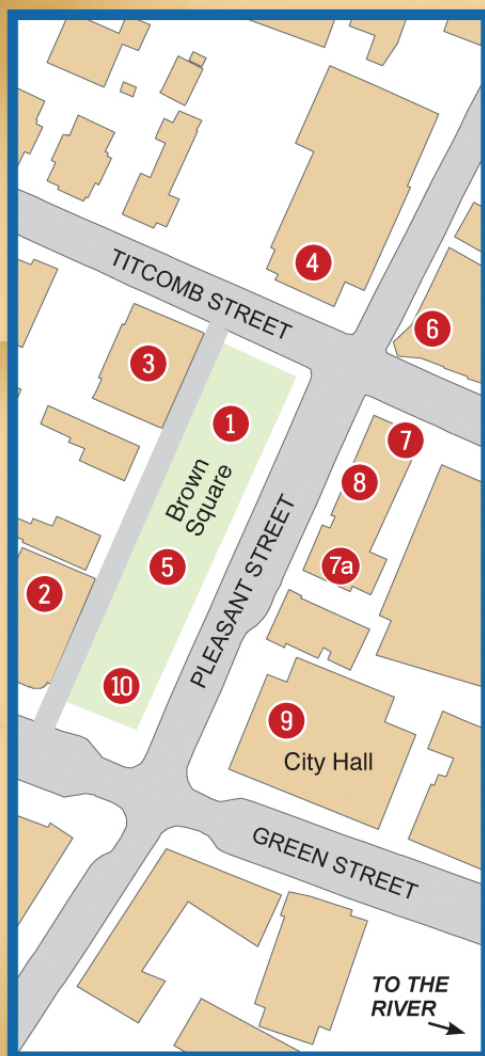 4
TITCOMB STREET
6
3
1
7
8
Brown
Square
5
7a
2
PLEASANT STREET
10
9
City Hall
GREEN STREET
TO THE
RIVER